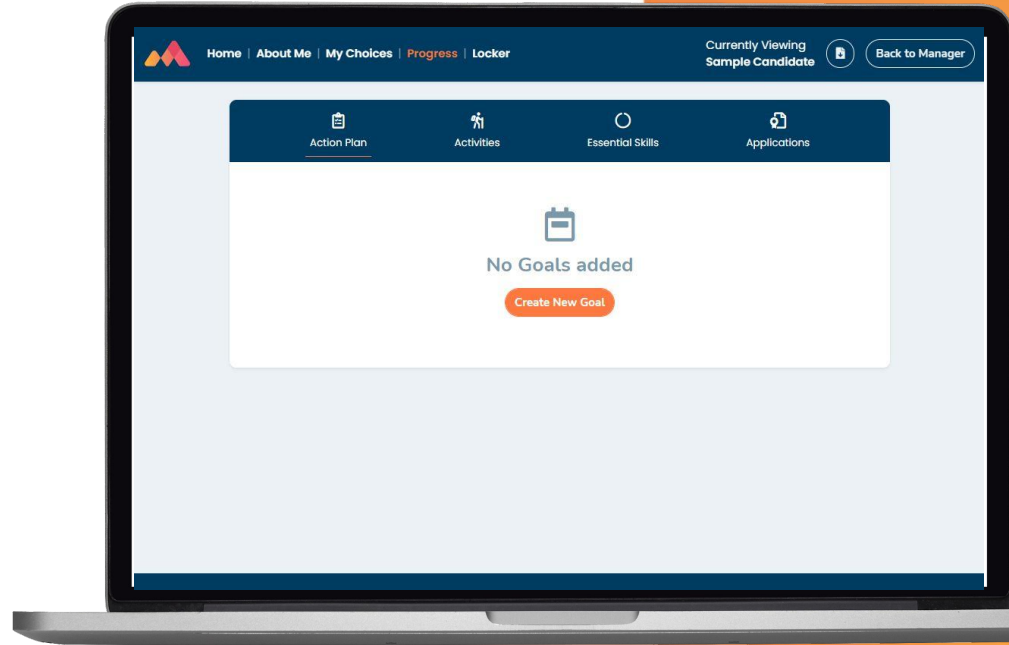 Home | About Me | My Choices | Progress | Locker
Currently Viewing
Sample Candidate
Back to Manager
Action Plan
Activities
Essential Skills
Applications
No Goals added
Create New Goal